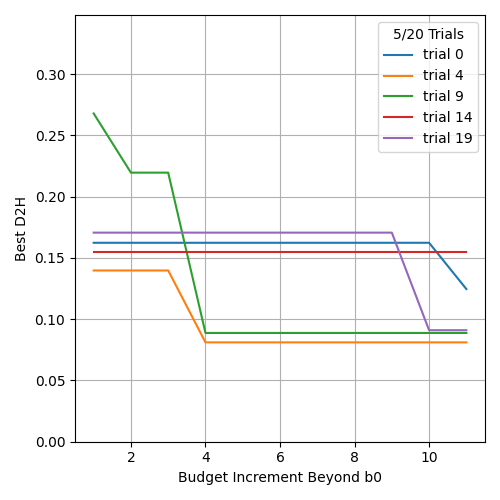 5/20 Trials
trial 0
trial 4
trial 9
trial 14
trial 19
0.30
0.25
0.20
0.15
0.10
0.05
0.00
Best D2H
2 4 6 8 10
Budget Increment Beyond b0